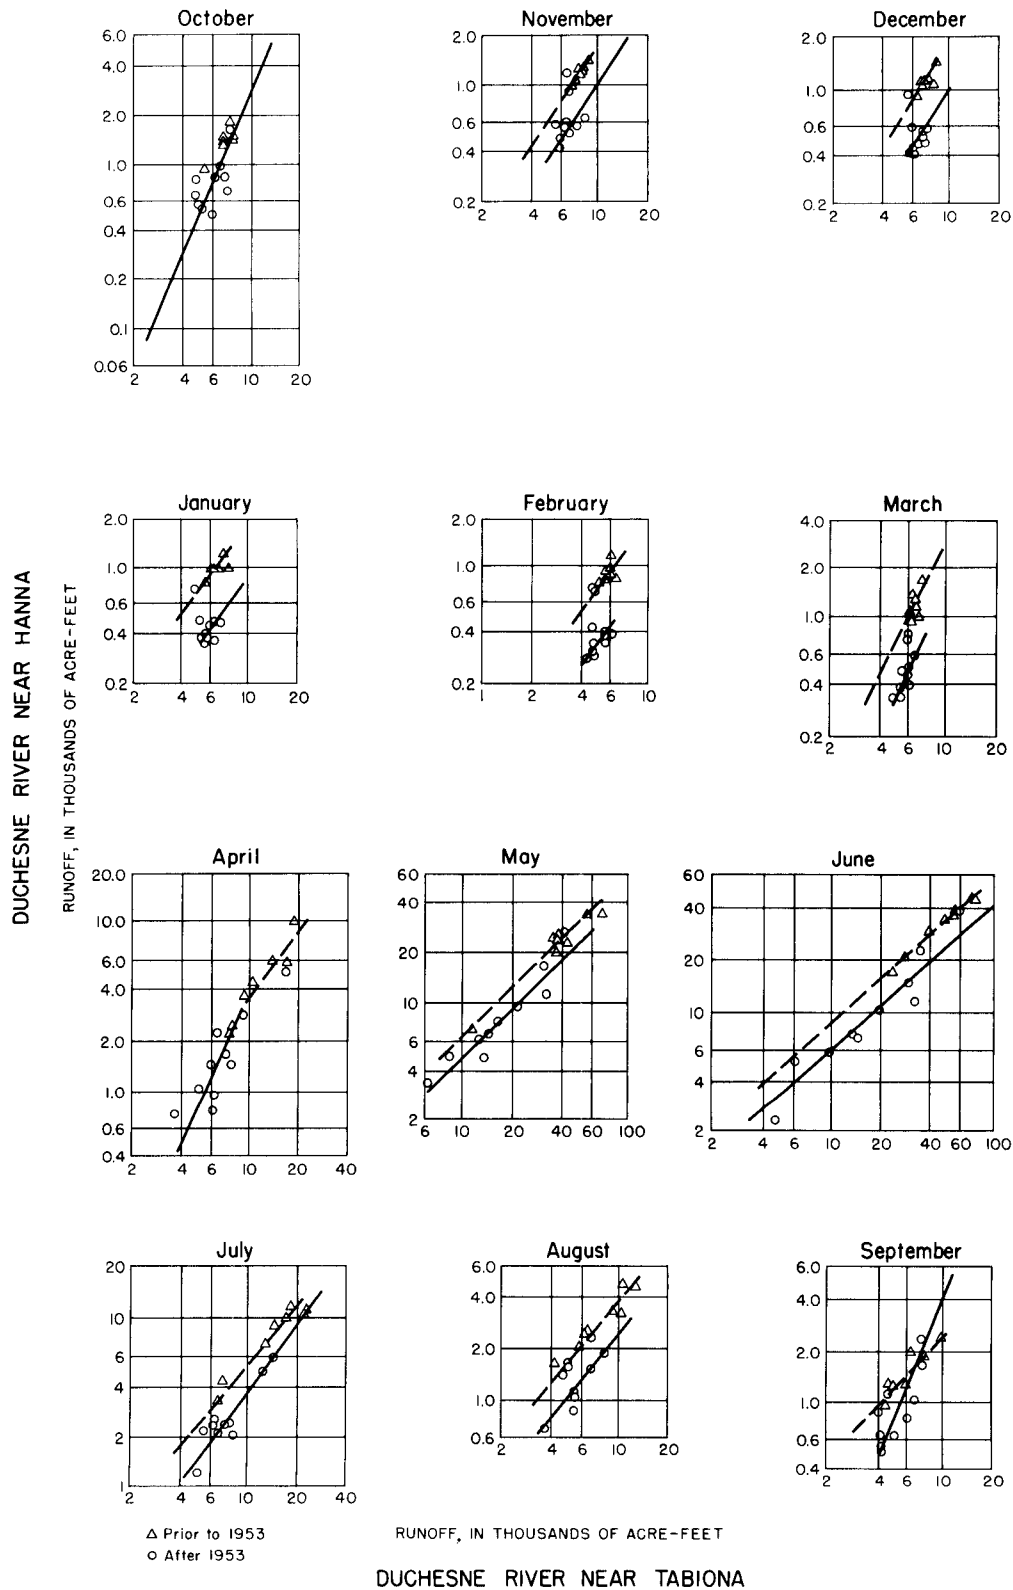 October
6.0
4.0
2.0
1.0
0.6
0.4
0.2
0.1
0.06
2 4 6 10 20
November
2.0
1.0
0.6
0.4
0.2
2 4 6 10 20
December
2.0
1.0
0.6
0.4
0.2
2 4 6 10 20
DUCHESNE RIVER NEAR HANNA
RUNOFF, IN THOUSANDS OF ACRE-FEET
January
2.0
1.0
0.6
0.4
0.2
2 4 6 10 20
February
2.0
1.0
0.6
0.4
0.2
1 2 4 6 10
March
4.0
2.0
1.0
0.6
0.4
0.2
2 4 6 10 20
April
20.0
10.0
6.0
4.0
2.0
1.0
0.6
0.4
2 4 6 10 20 40
May
60
40
20
10
6
4
2
6 10 20 40 60 100
June
60
40
20
10
6
4
2
2 4 6 10 20 40 60 100
July
20
10
6
4
2
1
2 4 6 10 20 40
August
6.0
4.0
2.0
1.0
0.6
2 4 6 10 20
September
6.0
4.0
2.0
1.0
0.6
0.4
2 4 6 10 20
△ Prior to 1953
○ After 1953
RUNOFF, IN THOUSANDS OF ACRE-FEET
DUCHESNE RIVER NEAR TABIONA